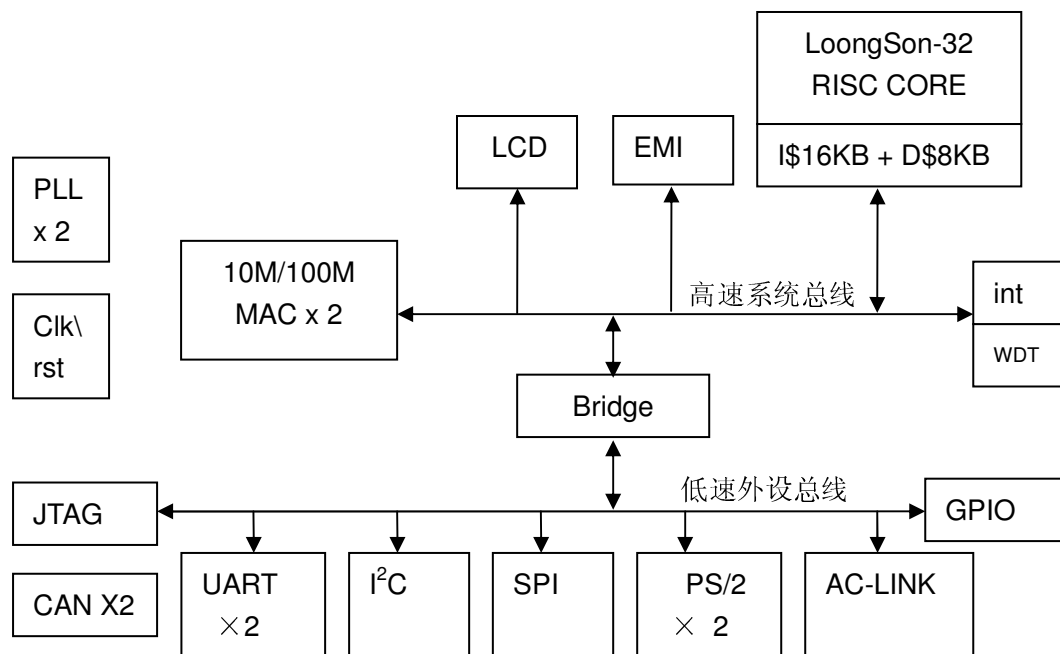 LoongSon-32
RISC CORE
I$16KB + D$8KB
LCD
EMI
PLL
x 2
10M/100M
MAC x 2
高速系统总线
int
WDT
Clk\
rst
Bridge
低速外设总线
JTAG
GPIO
CAN X2
UART
×2
I²C
SPI
PS/2
× 2
AC-LINK